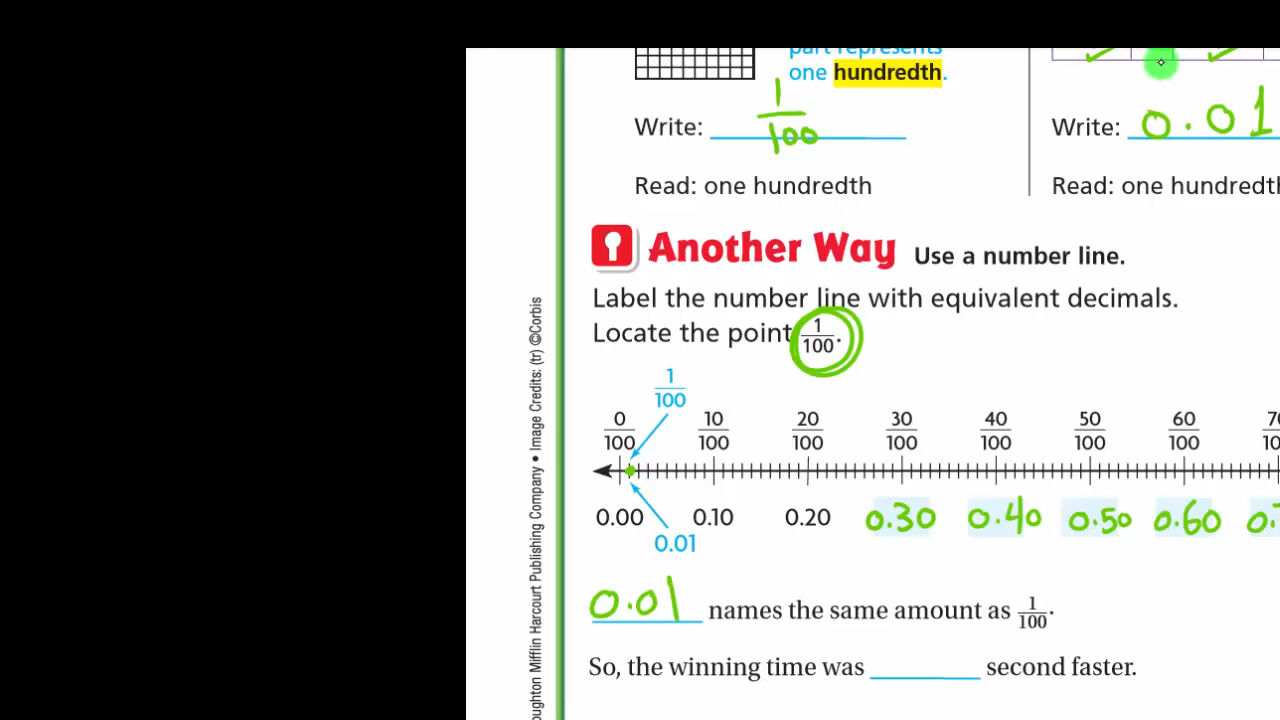 part represents
one hundredth.
Write: 1/100
Write: 0.01
Read: one hundredth
Read: one hundredth
Another Way Use a number line.
Label the number line with equivalent decimals.
Locate the point 1/100.
1/100
0/100 10/100 20/100 30/100 40/100 50/100 60/100
0.00 0.10 0.20 0.30 0.40 0.50 0.60
0.01
0.01 names the same amount as 1/100.
So, the winning time was ______ second faster.
oughton Mifflin Harcourt Publishing Company • Image Credits: (tr) ©Corbis